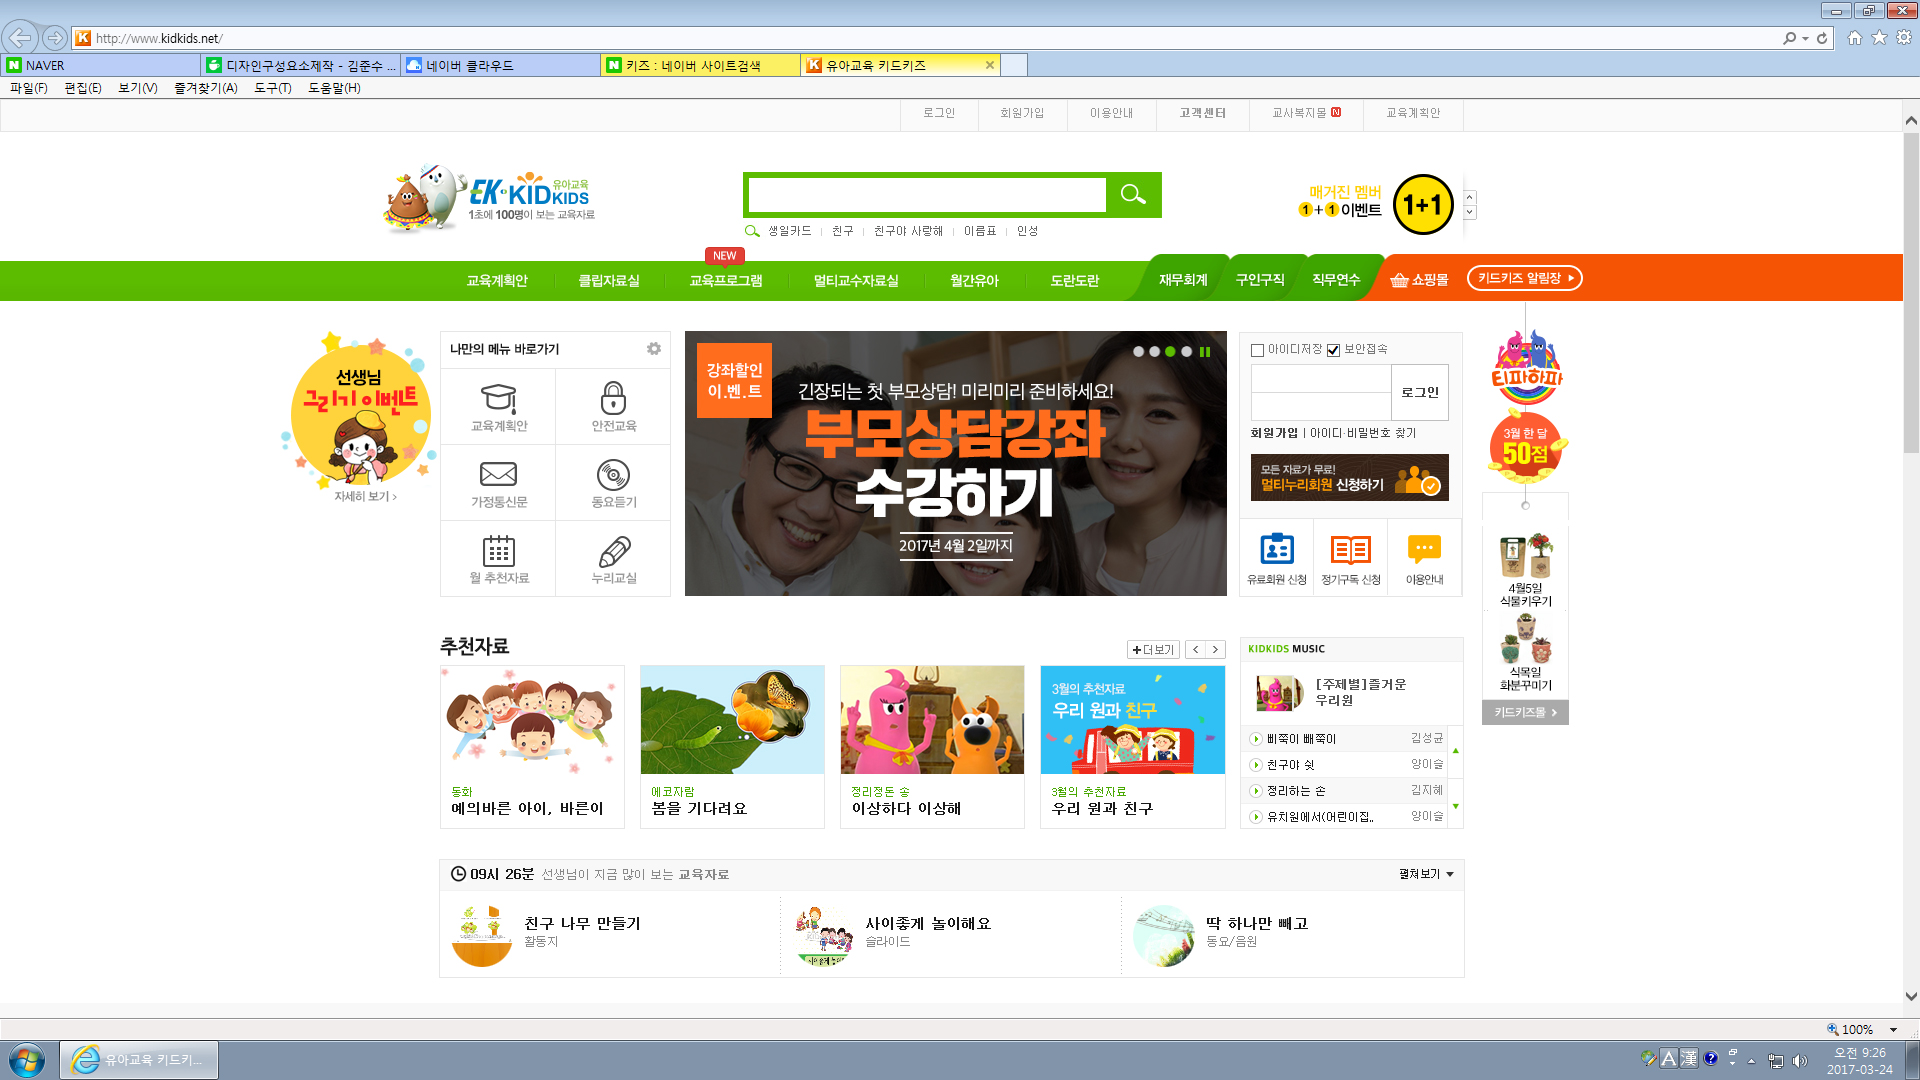 http://www.kidkids.net/
NAVER
디자인구성요소제작 - 김준수 ...
네이버 클라우드
키즈 : 네이버 사이트검색
유아교육 키드키즈
파일(F) 편집(E) 보기(V) 즐겨찾기(A) 도구(T) 도움말(H)
로그인 회원가입 이용안내 고객센터 교사복지몰 N 교육계획안
EK KIDKIDS 유아교육
1초에 100명이 보는 교육자료
생일카드 친구 친구야 사랑해 이름표 인성
매거진 멤버
1+1 이벤트
1+1
NEW
교육계획안 클립자료실 교육프로그램 멀티교수자료실 월간유아 도란도란 재무회계 구인구직 직무연수 쇼핑몰 키드키즈 알림장
선생님
그리기 이벤트
자세히 보기 >
나만의 메뉴 바로가기
교육계획안 안전교육
가정통신문 동요듣기
월 추천자료 누리교실
강좌할인
이.벤.트
긴장되는 첫 부모상담! 미리미리 준비하세요!
부모상담강좌
수강하기
2017년 4월 2일까지
아이디저장 보안접속
로그인
회원가입 | 아이디·비밀번호 찾기
모든 자료가 무료!
멀티누리회원 신청하기
유료회원 신청 정기구독 신청 이용안내
티파하파
3월 한 달
50점
4월5일
식물키우기
식목일
화분꾸미기
키드키즈몰 >
추천자료
+더보기 < >
동화
예의바른 아이, 바른이
에코자람
봄을 기다려요
정리정돈 송
이상하다 이상해
3월의 추천자료
우리 원과 친구
3월의 추천자료
우리 원과 친구
KIDKIDS MUSIC
[주제별]즐거운
우리원
삐쭉이 빼쭉이 김성균
친구야 쉿 양이슬
정리하는 손 김지혜
유치원에서(어린이집.. 양이슬
09시 26분 선생님이 지금 많이 보는 교육자료
펼쳐보기
친구 나무 만들기
활동지
사이좋게 놀이해요
슬라이드
딱 하나만 빼고
동요/음원
100%
유아교육 키드키...
A 漢
오전 9:26
2017-03-24